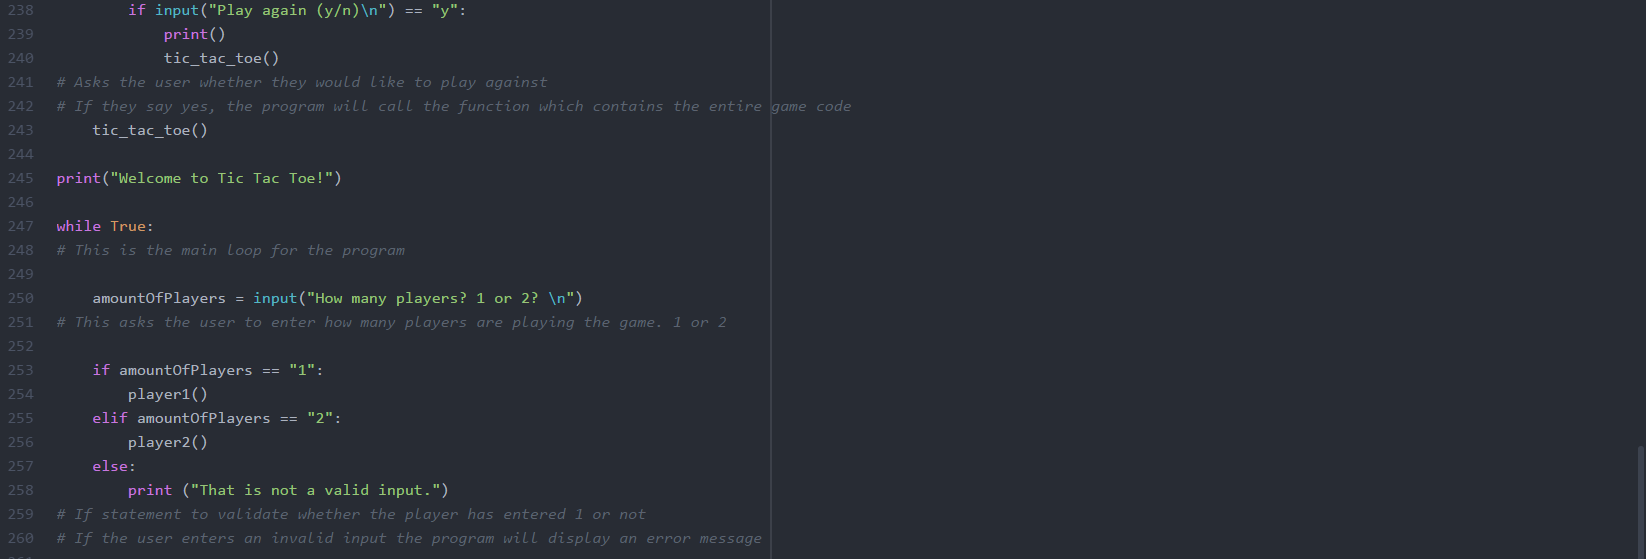 238 if input("Play again (y/n)\n") == "y":
239 print()
240 tic_tac_toe()
241 # Asks the user whether they would like to play against
242 # If they say yes, the program will call the function which contains the entire game code
243 tic_tac_toe()
244
245 print("Welcome to Tic Tac Toe!")
246
247 while True:
248 # This is the main loop for the program
249
250 amountOfPlayers = input("How many players? 1 or 2? \n")
251 # This asks the user to enter how many players are playing the game. 1 or 2
252
253 if amountOfPlayers == "1":
254 player1()
255 elif amountOfPlayers == "2":
256 player2()
257 else:
258 print ("That is not a valid input.")
259 # If statement to validate whether the player has entered 1 or not
260 # If the user enters an invalid input the program will display an error message